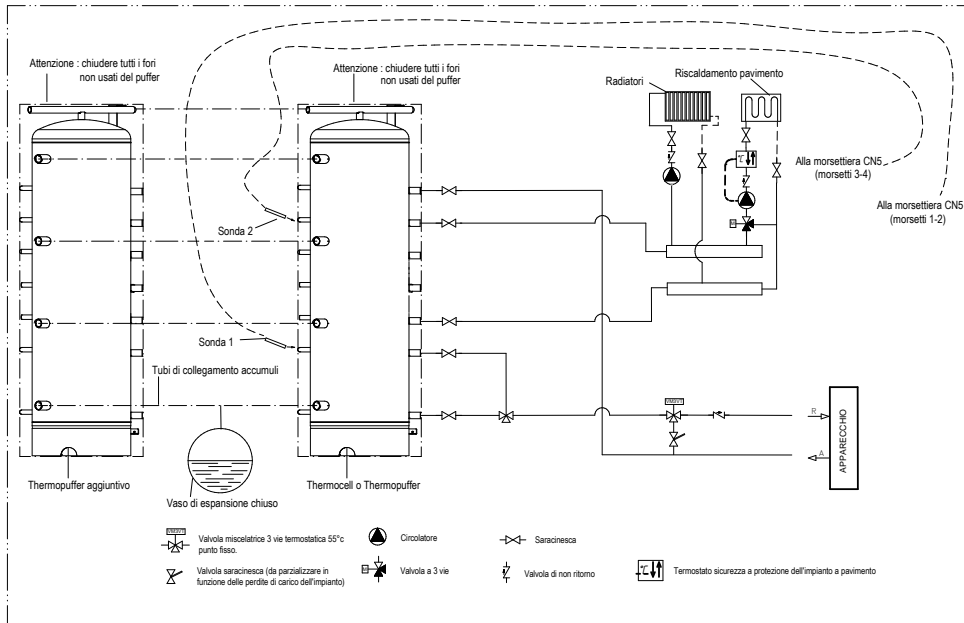 Attenzione : chiudere tutti i fori
non usati del puffer
Attenzione : chiudere tutti i fori
non usati del puffer
Radiatori
Riscaldamento pavimento
°C
Alla morsettiera CN5
(morsetti 3-4)
Alla morsettiera CN5
(morsetti 1-2)
M
Sonda 2
Sonda 1
Tubi di collegamento accumuli
VM3VT
R
A
APPARECCHIO
Thermopuffer aggiuntivo
Vaso di espansione chiuso
Thermocell o Thermopuffer
VM3VT
Valvola miscelatrice 3 vie termostatica 55°c
punto fisso.
Circolatore
Saracinesca
Valvola saracinesca (da parzializzare in
funzione delle perdite di carico dell'impianto)
M
Valvola a 3 vie
Valvola di non ritorno
°C
Termostato sicurezza a protezione dell'impianto a pavimento